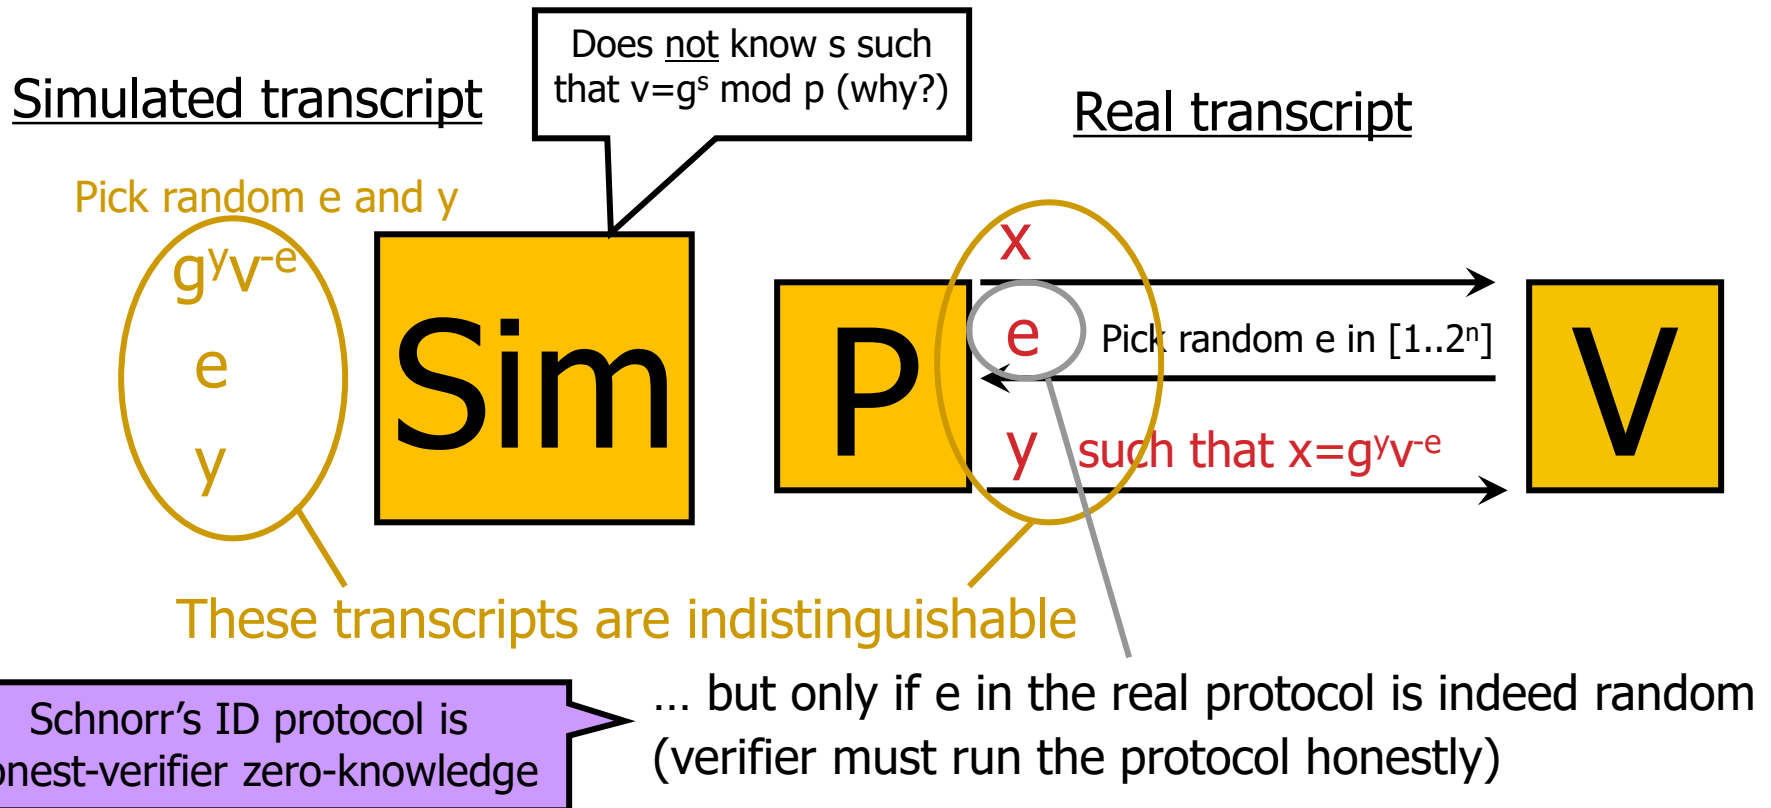 Does not know s such
that v=gˢ mod p (why?)
Simulated transcript
Real transcript
Pick random e and y
gʸv⁻ᵉ
e
y
Sim
P
x
e
Pick random e in [1..2ⁿ]
y such that x=gʸv⁻ᵉ
V
These transcripts are indistinguishable
... but only if e in the real protocol is indeed random
(verifier must run the protocol honestly)
Schnorr’s ID protocol is
onest-verifier zero-knowledge